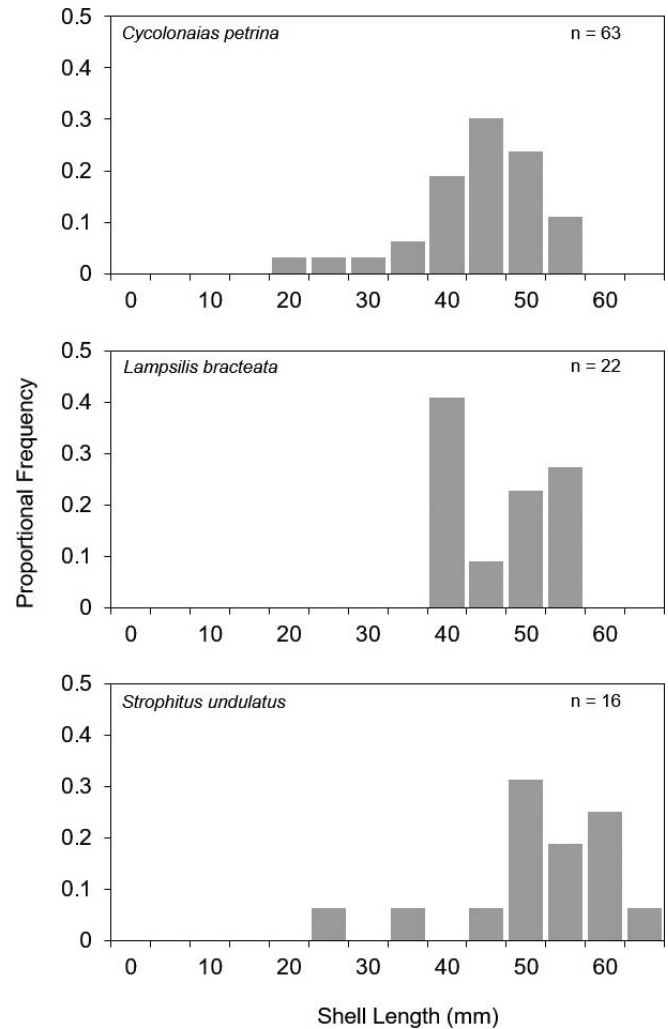 0.5
Cycolonaias petrina n = 63
0.4
0.3
0.2
0.1
0
0 10 20 30 40 50 60
Proportional Frequency
0.5
Lampsilis bracteata n = 22
0.4
0.3
0.2
0.1
0
0 10 20 30 40 50 60
0.5
Strophitus undulatus n = 16
0.4
0.3
0.2
0.1
0
0 10 20 30 40 50 60
Shell Length (mm)